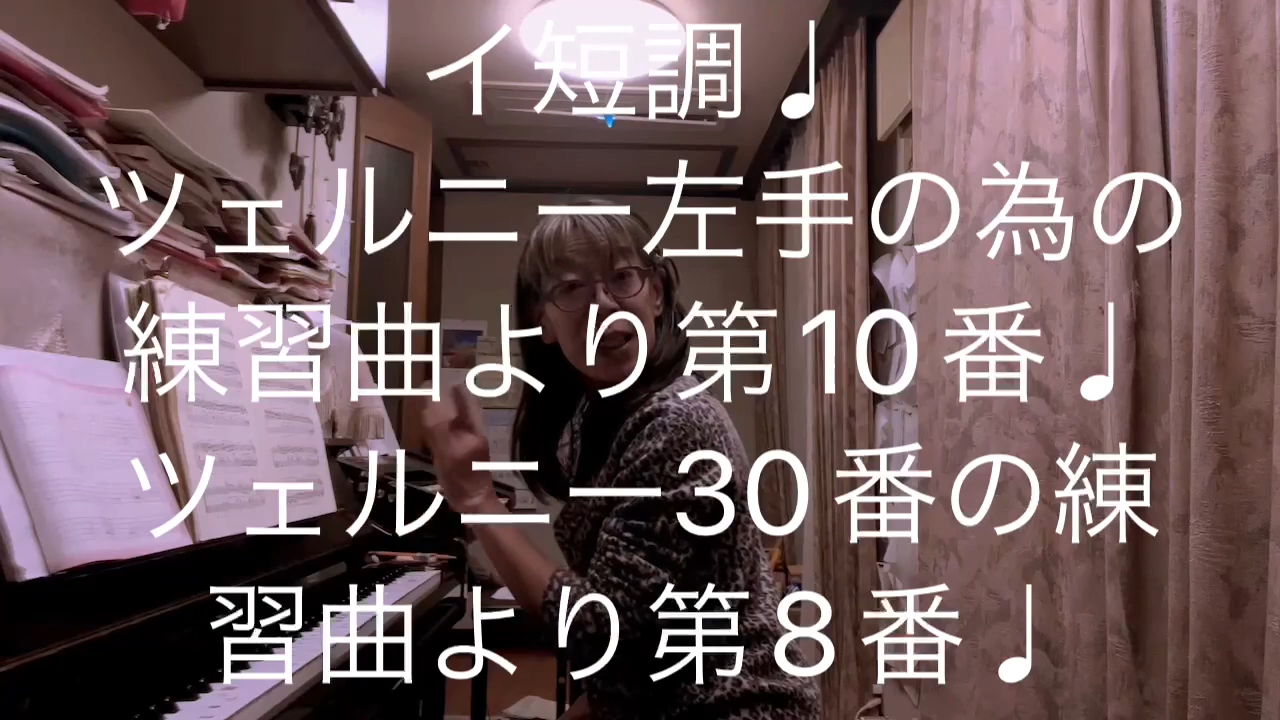 イ短調♩
ツェルニー左手の為の
練習曲より第10番♩
ツェルニー30番の練
習曲より第8番♩